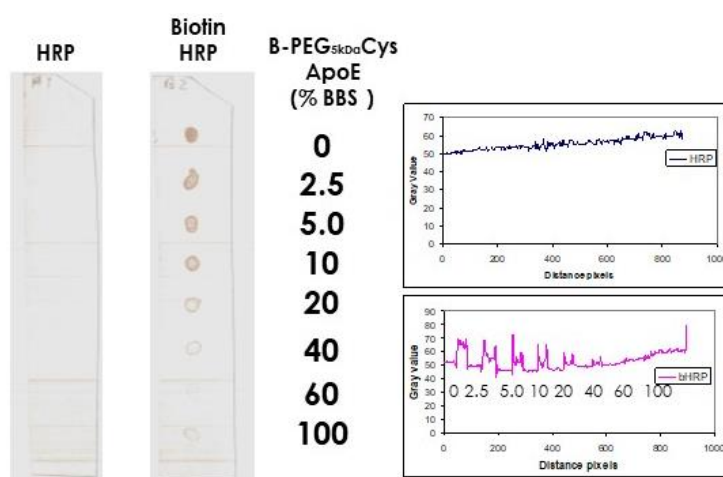 HRP
Biotin
HRP
B-PEG5kDaCys
ApoE
(% BBS )
0
2.5
5.0
10
20
40
60
100
70
60
50
40
30
20
10
0
Gray Value
HRP
0 200 400 600 800 1000
Distance pixels
90
80
70
60
50
40
30
20
10
0
Gray value
bHRP
0 2.5 5.0 10 20 40 60 100
0 200 400 600 800 1000
Distance pixels